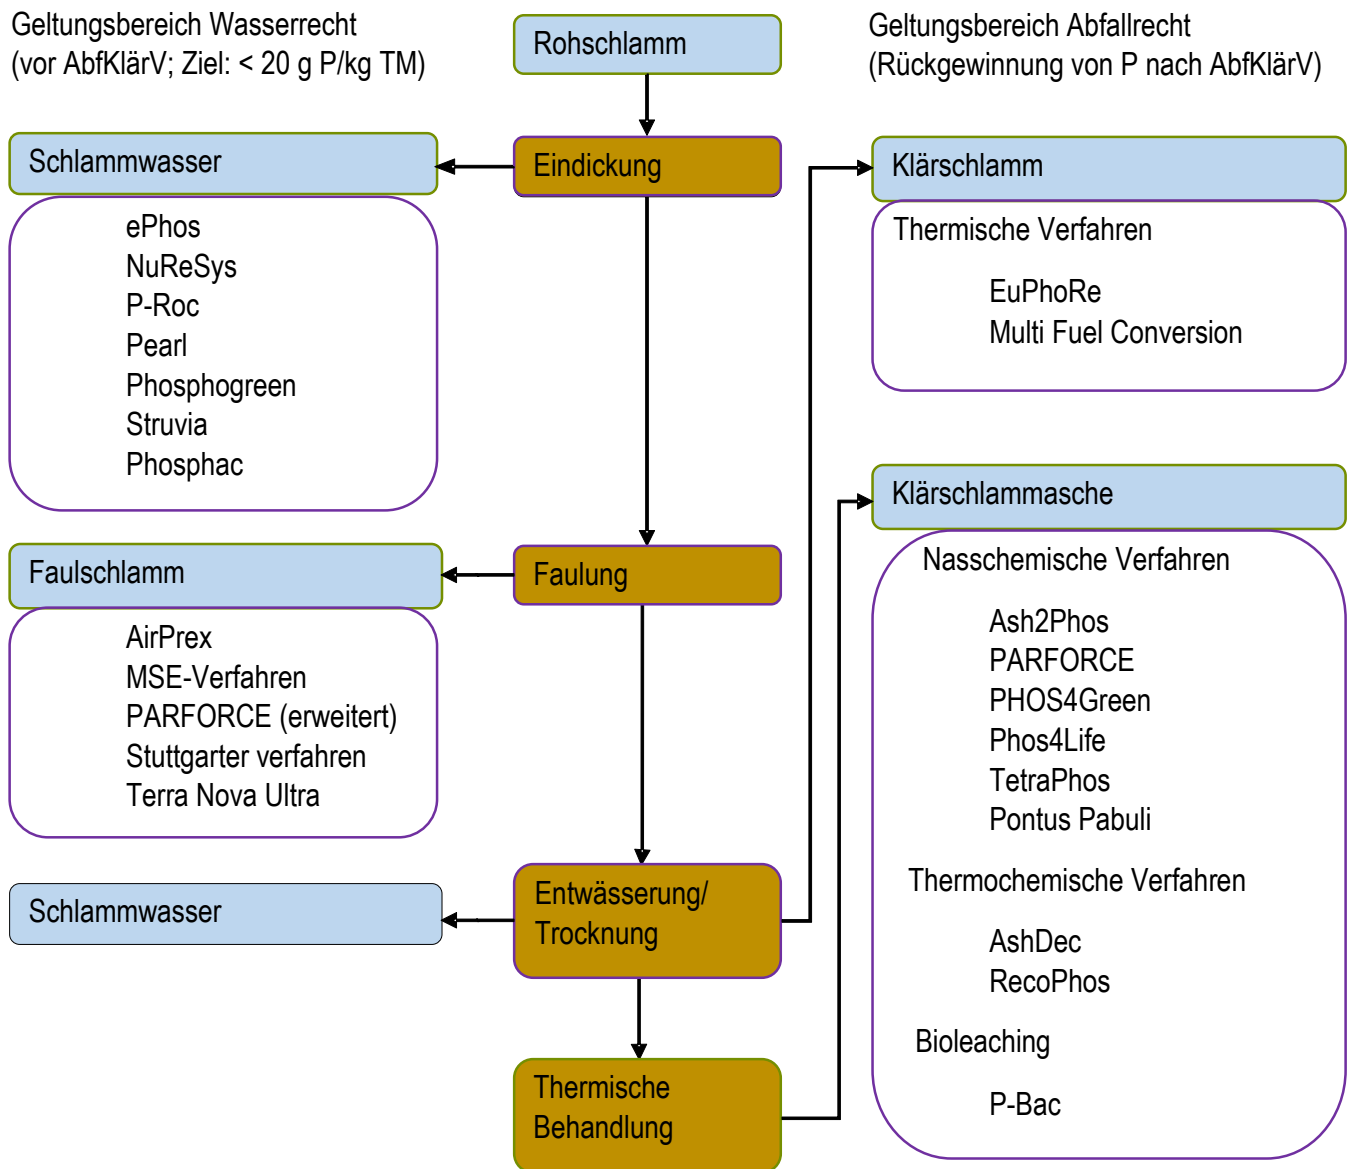 Geltungsbereich Wasserrecht
(vor AbfKlärV; Ziel: < 20 g P/kg TM)
Rohschlamm
Geltungsbereich Abfallrecht
(Rückgewinnung von P nach AbfKlärV)
Schlammwasser
ePhos
NuReSys
P-Roc
Pearl
Phosphogreen
Struvia
Phosphac
Eindickung
Klärschlamm
Thermische Verfahren
EuPhoRe
Multi Fuel Conversion
Faulschlamm
AirPrex
MSE-Verfahren
PARFORCE (erweitert)
Stuttgarter verfahren
Terra Nova Ultra
Faulung
Klärschlammasche
Nasschemische Verfahren
Ash2Phos
PARFORCE
PHOS4Green
Phos4Life
TetraPhos
Pontus Pabuli
Thermochemische Verfahren
AshDec
RecoPhos
Bioleaching
P-Bac
Schlammwasser
Entwässerung/
Trocknung
Thermische
Behandlung